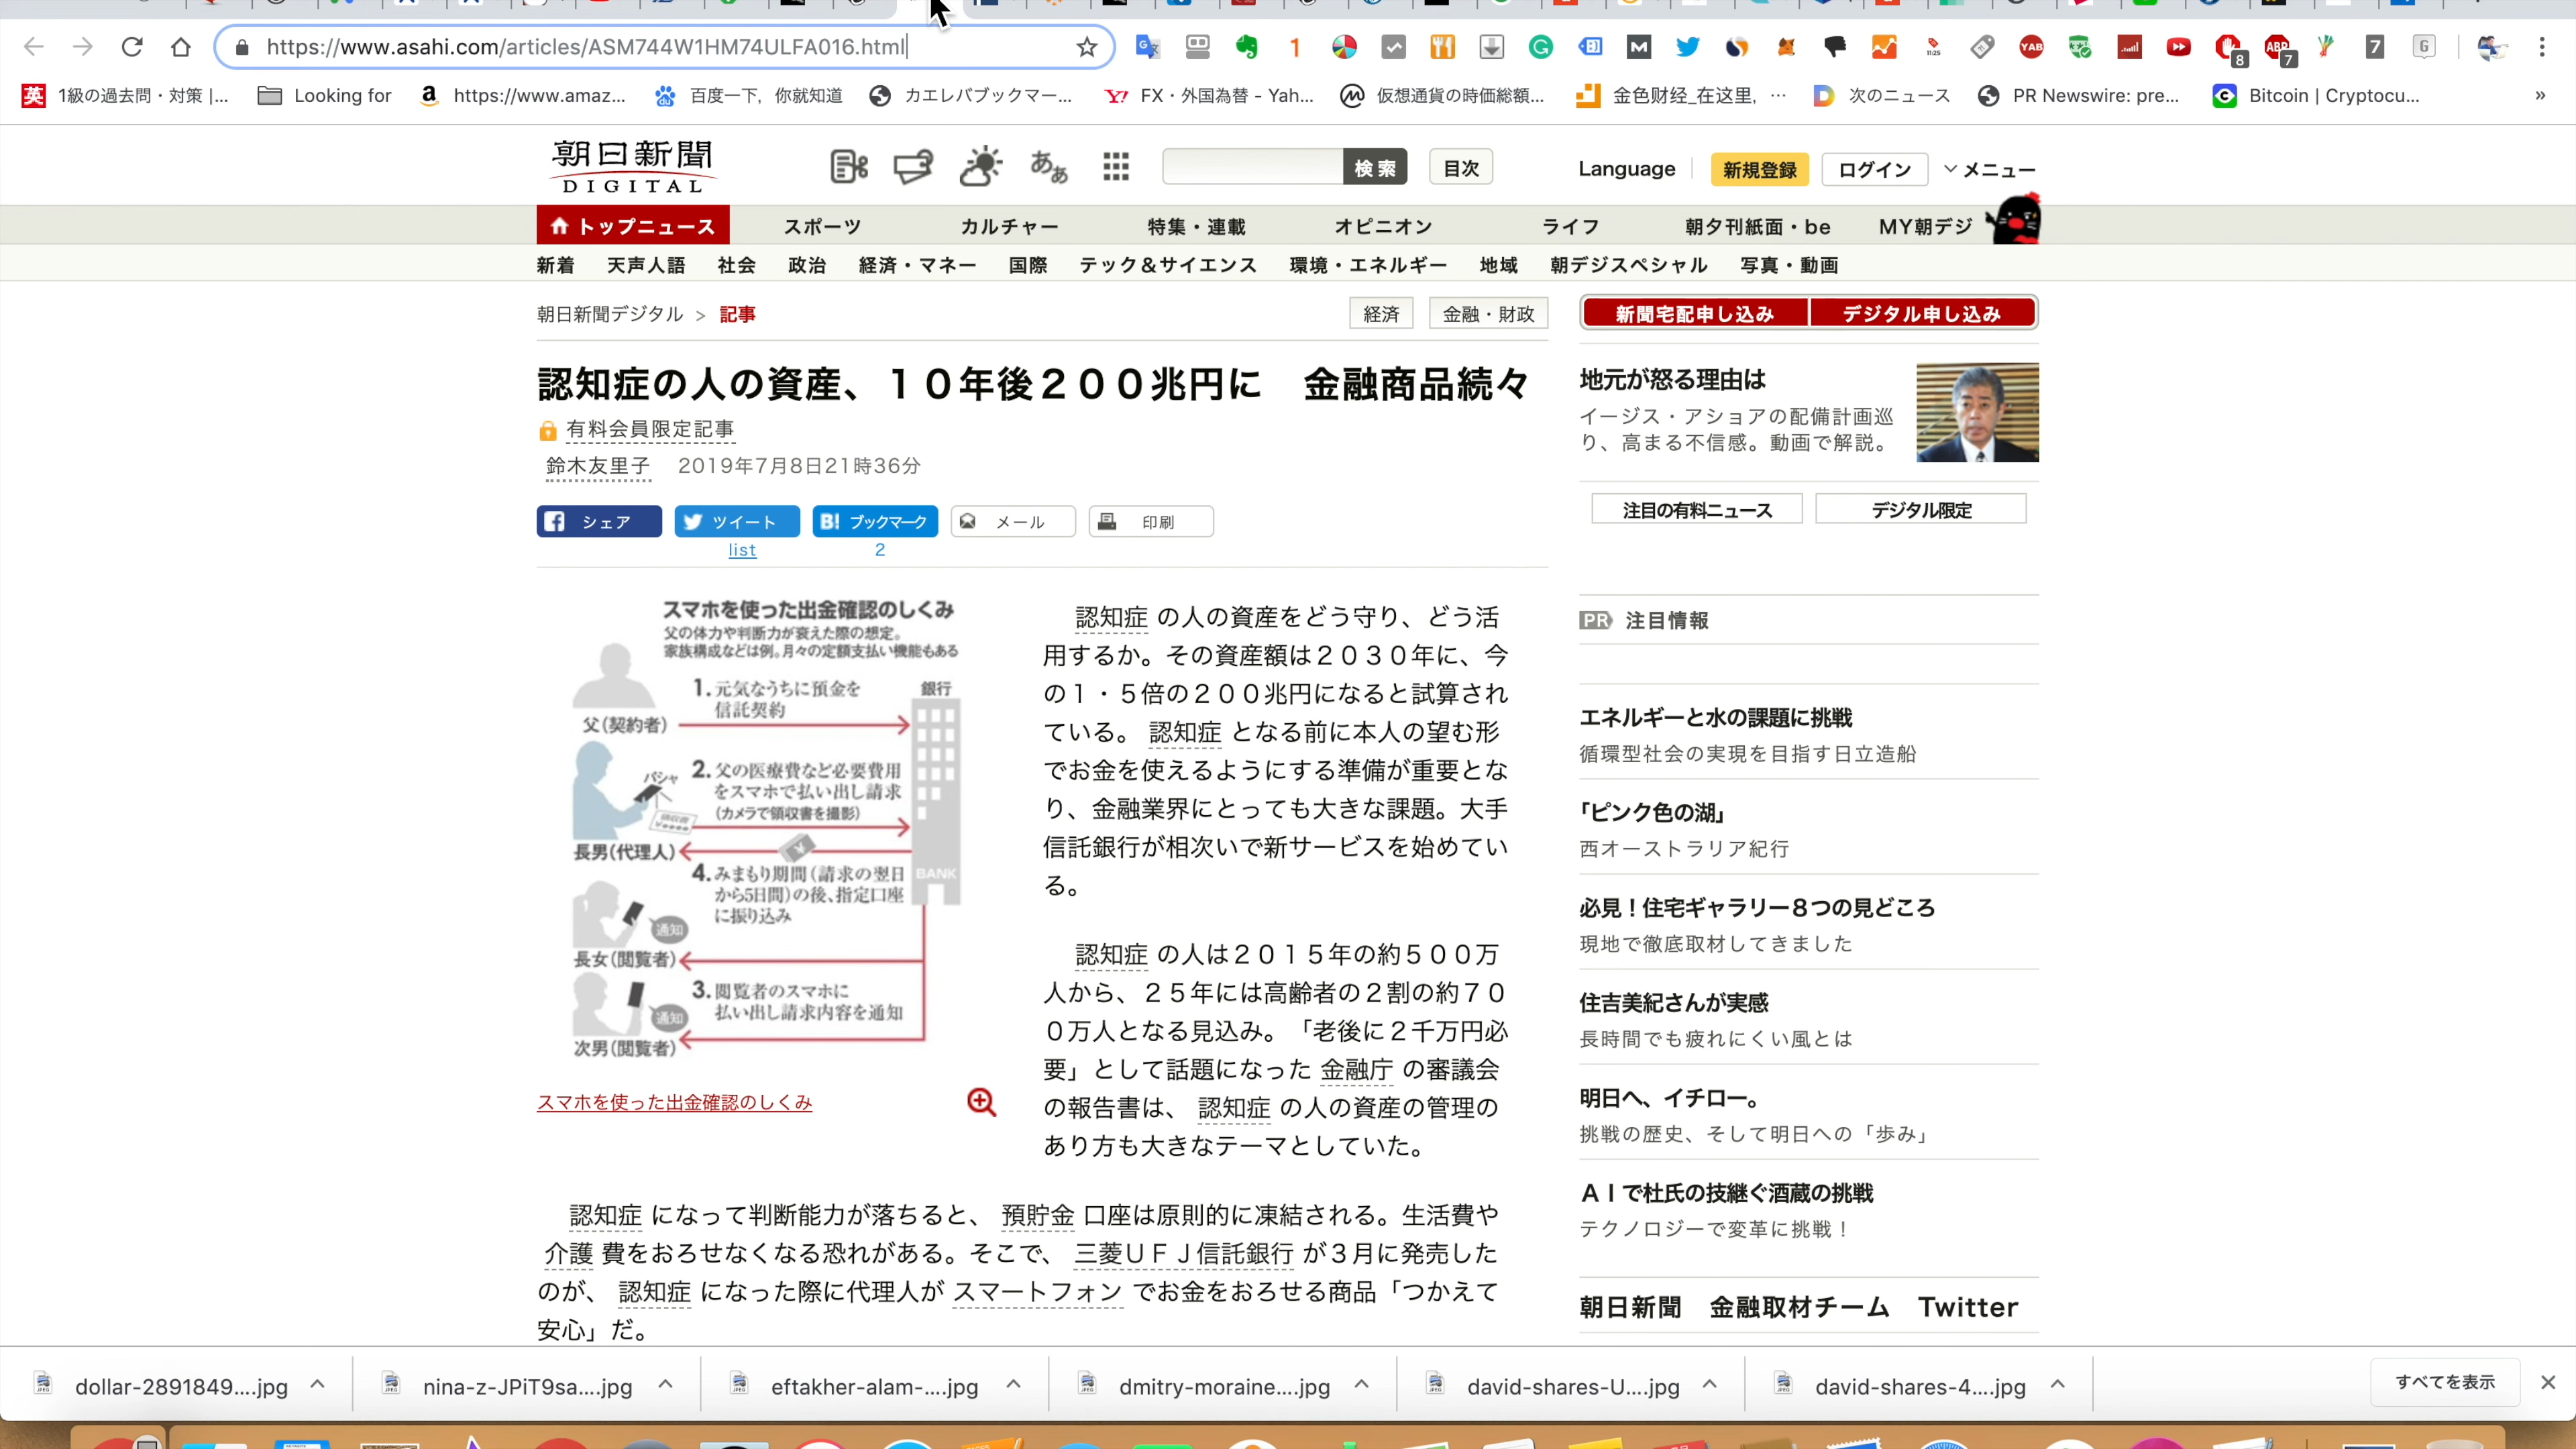 https://www.asahi.com/articles/ASM744W1HM74ULFA016.html
1
YAB
8
ABP
7
7
G
英 1級の過去問・対策 |...
Looking for
https://www.amaz...
百度一下，你就知道
カエレバブックマー...
FX・外国為替 - Yah...
仮想通貨の時価総額...
金色财经_在这里，…
次のニュース
PR Newswire: pre...
Bitcoin | Cryptocu...
»
朝日新聞
DIGITAL
あぁ
検索
目次
Language
新規登録
ログイン
メニュー
トップニュース
スポーツ
カルチャー
特集・連載
オピニオン
ライフ
朝夕刊紙面・be
MY朝デジ
新着
天声人語
社会
政治
経済・マネー
国際
テック＆サイエンス
環境・エネルギー
地域
朝デジスペシャル
写真・動画
朝日新聞デジタル > 記事
経済
金融・財政
認知症の人の資産、１０年後２００兆円に　金融商品続々
有料会員限定記事
鈴木友里子　2019年7月8日21時36分
シェア
ツイート
B! ブックマーク
メール
印刷
list
2
スマホを使った出金確認のしくみ
父の体力や判断力が衰えた際の想定。
家族構成などは例。月々の定額支払い機能もある
1.元気なうちに預金を
信託契約
銀行
父(契約者)
パシャ
2.父の医療費など必要費用
をスマホで払い出し請求
(カメラで領収書を撮影)
領収書
長男(代理人)
4.みまもり期間(請求の翌日
から5日間)の後、指定口座
に振り込み
BANK
通知
長女(閲覧者)
3.閲覧者のスマホに
払い出し請求内容を通知
通知
次男(閲覧者)
スマホを使った出金確認のしくみ
認知症 の人の資産をどう守り、どう活
用するか。その資産額は２０３０年に、今
の１・５倍の２００兆円になると試算され
ている。 認知症 となる前に本人の望む形
でお金を使えるようにする準備が重要とな
り、金融業界にとっても大きな課題。大手
信託銀行が相次いで新サービスを始めてい
る。
認知症 の人は２０１５年の約５００万
人から、２５年には高齢者の２割の約７０
０万人となる見込み。「老後に２千万円必
要」として話題になった 金融庁 の審議会
の報告書は、 認知症 の人の資産の管理の
あり方も大きなテーマとしていた。
認知症 になって判断能力が落ちると、 預貯金 口座は原則的に凍結される。生活費や
介護 費をおろせなくなる恐れがある。そこで、 三菱ＵＦＪ信託銀行 が３月に発売した
のが、 認知症 になった際に代理人が スマートフォン でお金をおろせる商品「つかえて
安心」だ。
新聞宅配申し込み
デジタル申し込み
地元が怒る理由は
イージス・アショアの配備計画巡
り、高まる不信感。動画で解説。
注目の有料ニュース
デジタル限定
PR 注目情報
エネルギーと水の課題に挑戦
循環型社会の実現を目指す日立造船
「ピンク色の湖」
西オーストラリア紀行
必見！住宅ギャラリー８つの見どころ
現地で徹底取材してきました
住吉美紀さんが実感
長時間でも疲れにくい風とは
明日へ、イチロー。
挑戦の歴史、そして明日への「歩み」
ＡＩで杜氏の技継ぐ酒蔵の挑戦
テクノロジーで変革に挑戦！
朝日新聞　金融取材チーム　Twitter
dollar-2891849....jpg
nina-z-JPiT9sa....jpg
eftakher-alam-....jpg
dmitry-moraine....jpg
david-shares-U....jpg
david-shares-4....jpg
すべてを表示